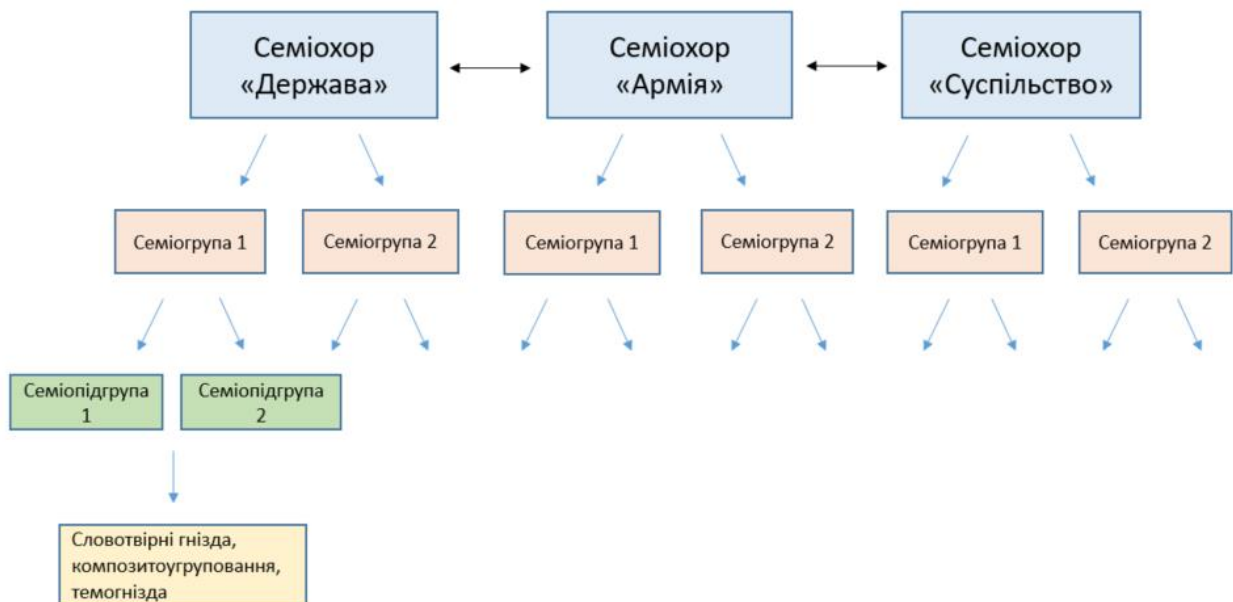 Семіохор
«Держава»
Семіохор
«Армія»
Семіохор
«Суспільство»
Семіогрупа 1
Семіогрупа 2
Семіогрупа 1
Семіогрупа 2
Семіогрупа 1
Семіогрупа 2
Семіопідгрупа
1
Семіопідгрупа
2
Словотвірні гнізда,
композитоугруповання,
темогнізда